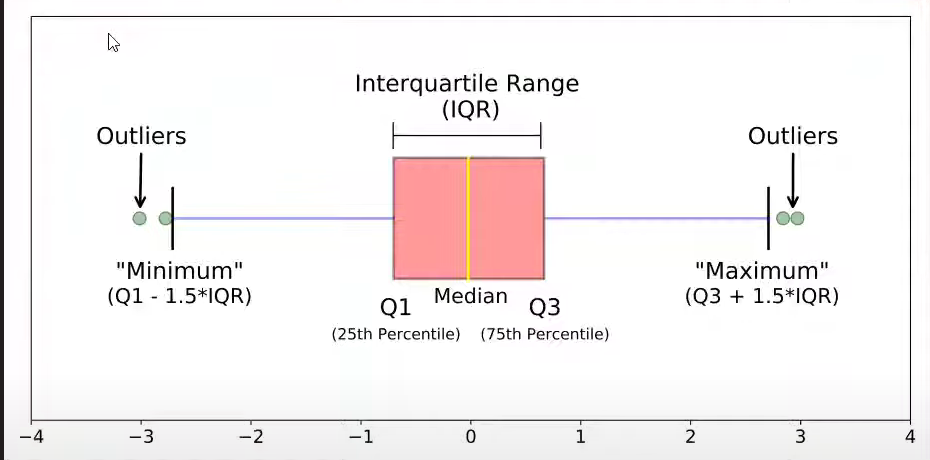 Interquartile Range
(IQR)
Outliers
Outliers
"Minimum"
(Q1 - 1.5*IQR)
"Maximum"
(Q3 + 1.5*IQR)
Median
Q1
Q3
(25th Percentile)
(75th Percentile)
−4
−3
−2
−1
0
1
2
3
4